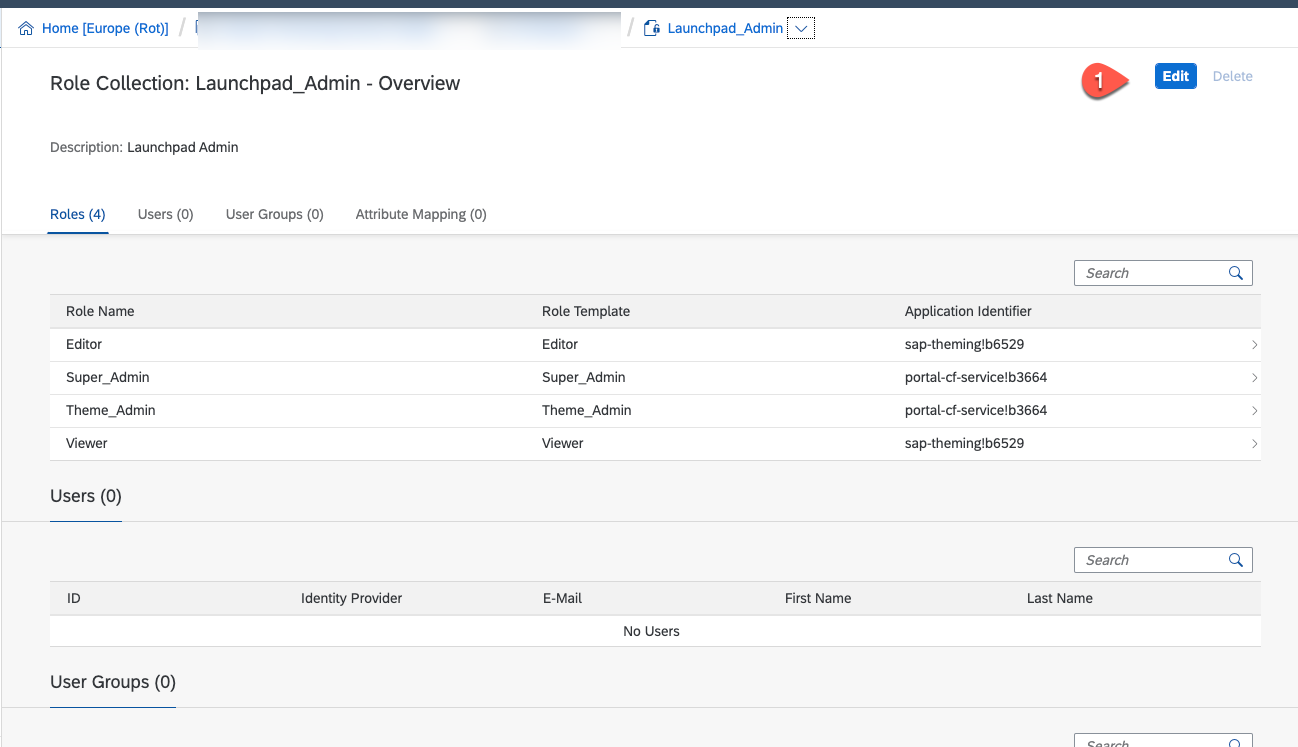 Home [Europe (Rot)] / / Launchpad_Admin
Role Collection: Launchpad_Admin - Overview
1
Edit
Delete
Description: Launchpad Admin
Roles (4) Users (0) User Groups (0) Attribute Mapping (0)
Search
Role Name Role Template Application Identifier
Editor Editor sap-theming!b6529
Super_Admin Super_Admin portal-cf-service!b3664
Theme_Admin Theme_Admin portal-cf-service!b3664
Viewer Viewer sap-theming!b6529
Users (0)
Search
ID Identity Provider E-Mail First Name Last Name
No Users
User Groups (0)
Search